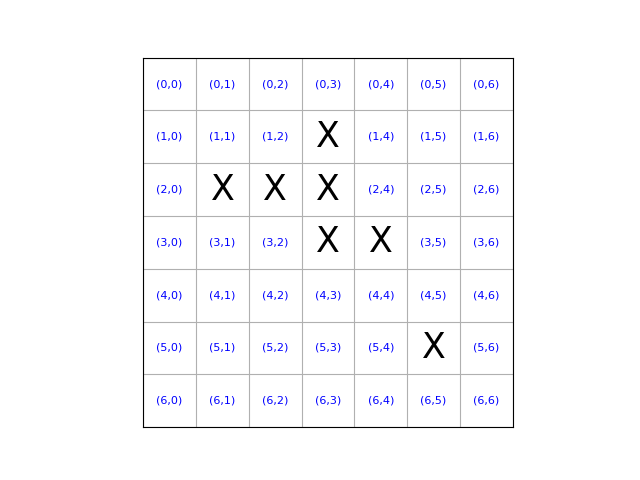 (0,0) (0,1) (0,2) (0,3) (0,4) (0,5) (0,6)
(1,0) (1,1) (1,2) X (1,4) (1,5) (1,6)
(2,0) X X X (2,4) (2,5) (2,6)
(3,0) (3,1) (3,2) X X (3,5) (3,6)
(4,0) (4,1) (4,2) (4,3) (4,4) (4,5) (4,6)
(5,0) (5,1) (5,2) (5,3) (5,4) X (5,6)
(6,0) (6,1) (6,2) (6,3) (6,4) (6,5) (6,6)